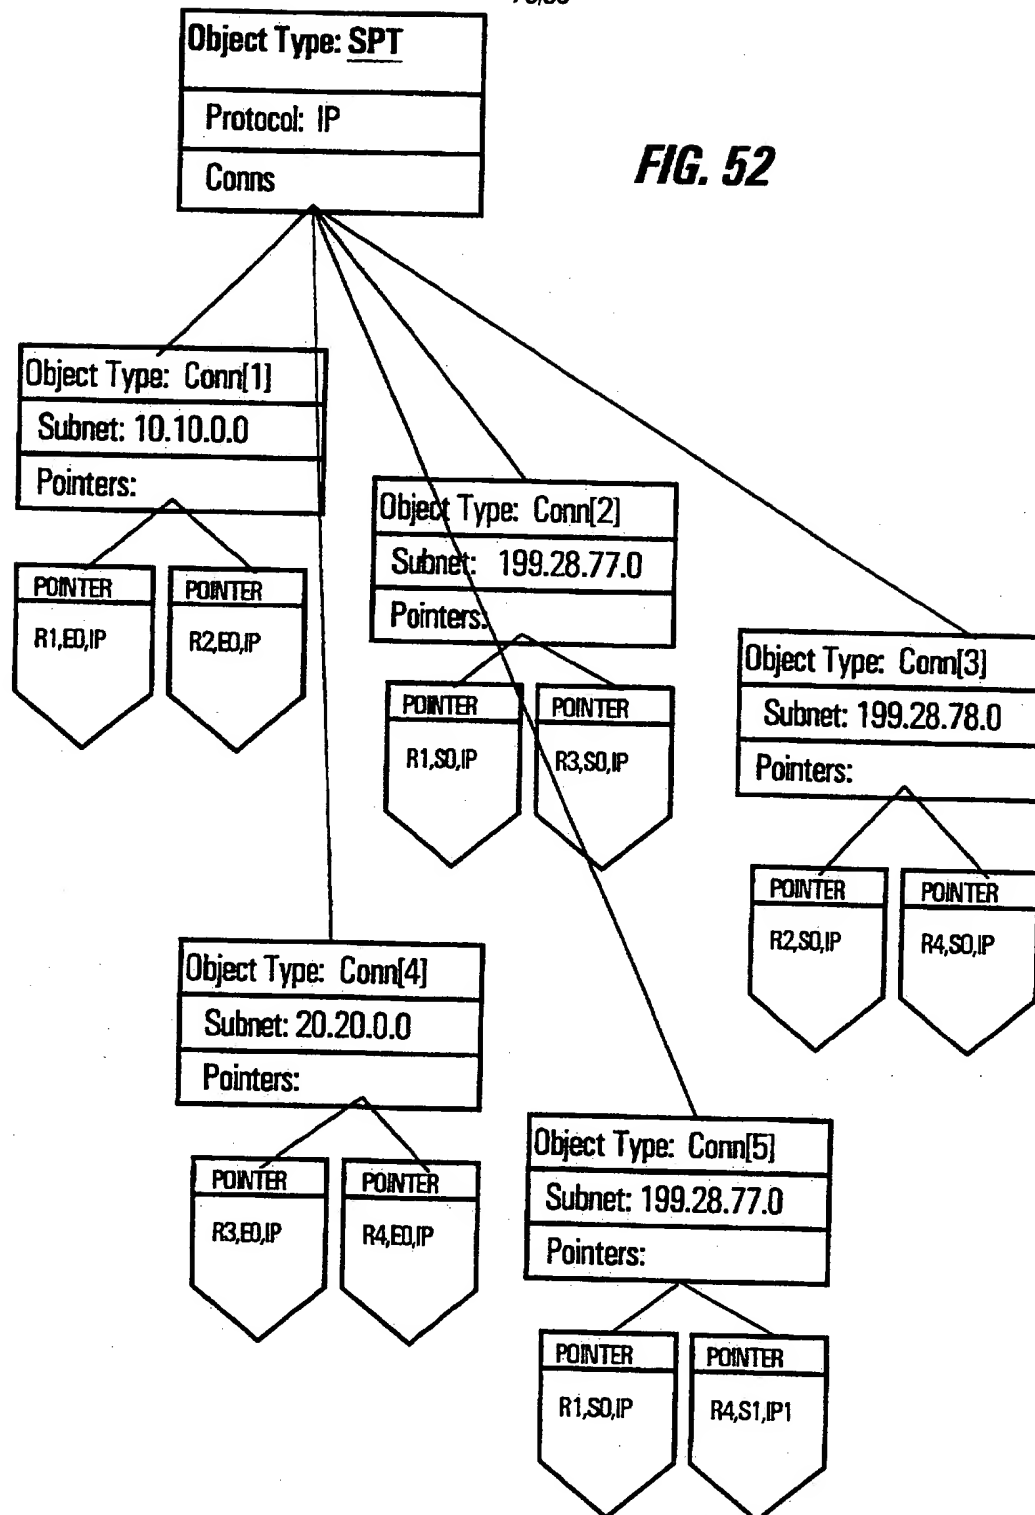 Object Type: SPT
Protocol: IP
Conns
FIG. 52
Object Type: Conn[1]
Subnet: 10.10.0.0
Pointers:
POINTER
R1,E0,IP
POINTER
R2,E0,IP
Object Type: Conn[2]
Subnet: 199.28.77.0
Pointers:
POINTER
R1,S0,IP
POINTER
R3,S0,IP
Object Type: Conn[3]
Subnet: 199.28.78.0
Pointers:
POINTER
R2,S0,IP
POINTER
R4,S0,IP
Object Type: Conn[4]
Subnet: 20.20.0.0
Pointers:
POINTER
R3,E0,IP
POINTER
R4,E0,IP
Object Type: Conn[5]
Subnet: 199.28.77.0
Pointers:
POINTER
R1,S0,IP
POINTER
R4,S1,IP1